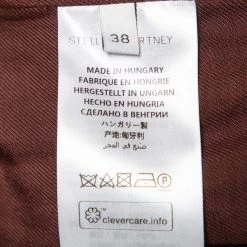 38
MADE IN HUNGARY
FABRIQUE EN HONGRIE
HERGESTELLT IN UNGARN
HECHO EN HUNGRIA
СДЕЛАНО В ВЕНГРИИ
ハンガリー製
产地:匈牙利
صنع في المجر
clevercare.info